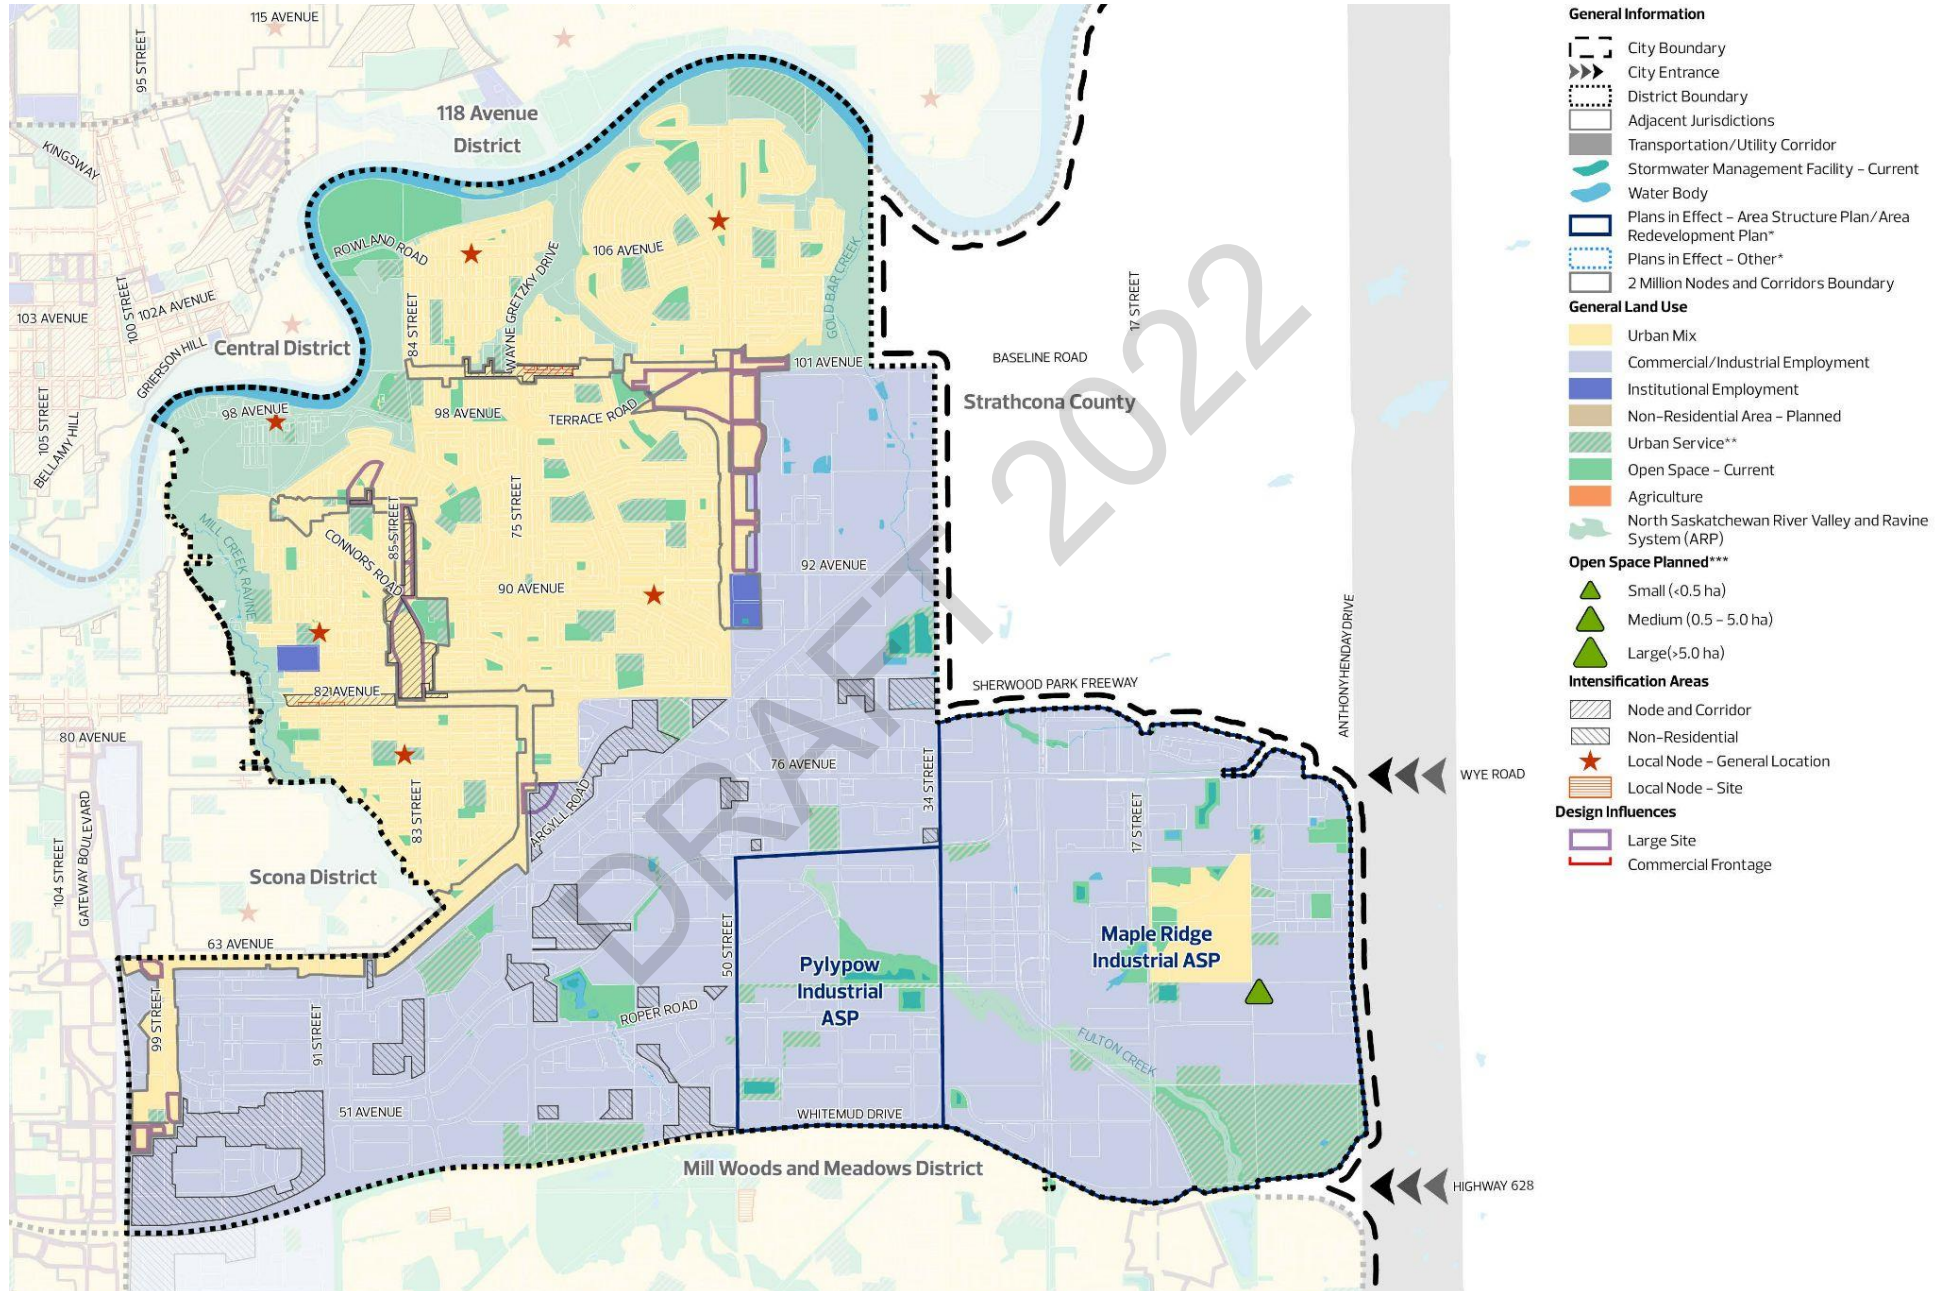 115 AVENUE
95 STREET
118 Avenue
District
KINGSWAY
ROWLAND ROAD
106 AVENUE
WAYNE GRETZKY DRIVE
GOLD BAR CREEK
84 STREET
17 STREET
100 STREET
102A AVENUE
103 AVENUE
GRIERSON HILL
Central District
101 AVENUE
BASELINE ROAD
Strathcona County
105 STREET
BELLAMY HILL
98 AVENUE
98 AVENUE
TERRACE ROAD
MILL CREEK RAVINE
CONNORS ROAD
85 STREET
75 STREET
90 AVENUE
92 AVENUE
ANTHONY HENDAY DRIVE
82 AVENUE
SHERWOOD PARK FREEWAY
80 AVENUE
76 AVENUE
34 STREET
WYE ROAD
83 STREET
ARGYLL ROAD
17 STREET
104 STREET
GATEWAY BOULEVARD
Scona District
63 AVENUE
50 STREET
Pylypow
Industrial
ASP
Maple Ridge
Industrial ASP
99 STREET
91 STREET
ROPER ROAD
FULTON CREEK
51 AVENUE
WHITEMUD DRIVE
Mill Woods and Meadows District
HIGHWAY 628
DRAFT 2022
General Information
City Boundary
City Entrance
District Boundary
Adjacent Jurisdictions
Transportation/Utility Corridor
Stormwater Management Facility – Current
Water Body
Plans in Effect – Area Structure Plan/Area
Redevelopment Plan*
Plans in Effect – Other*
2 Million Nodes and Corridors Boundary
General Land Use
Urban Mix
Commercial/Industrial Employment
Institutional Employment
Non-Residential Area – Planned
Urban Service**
Open Space – Current
Agriculture
North Saskatchewan River Valley and Ravine
System (ARP)
Open Space Planned***
Small (<0.5 ha)
Medium (0.5 – 5.0 ha)
Large(>5.0 ha)
Intensification Areas
Node and Corridor
Non-Residential
Local Node – General Location
Local Node – Site
Design Influences
Large Site
Commercial Frontage